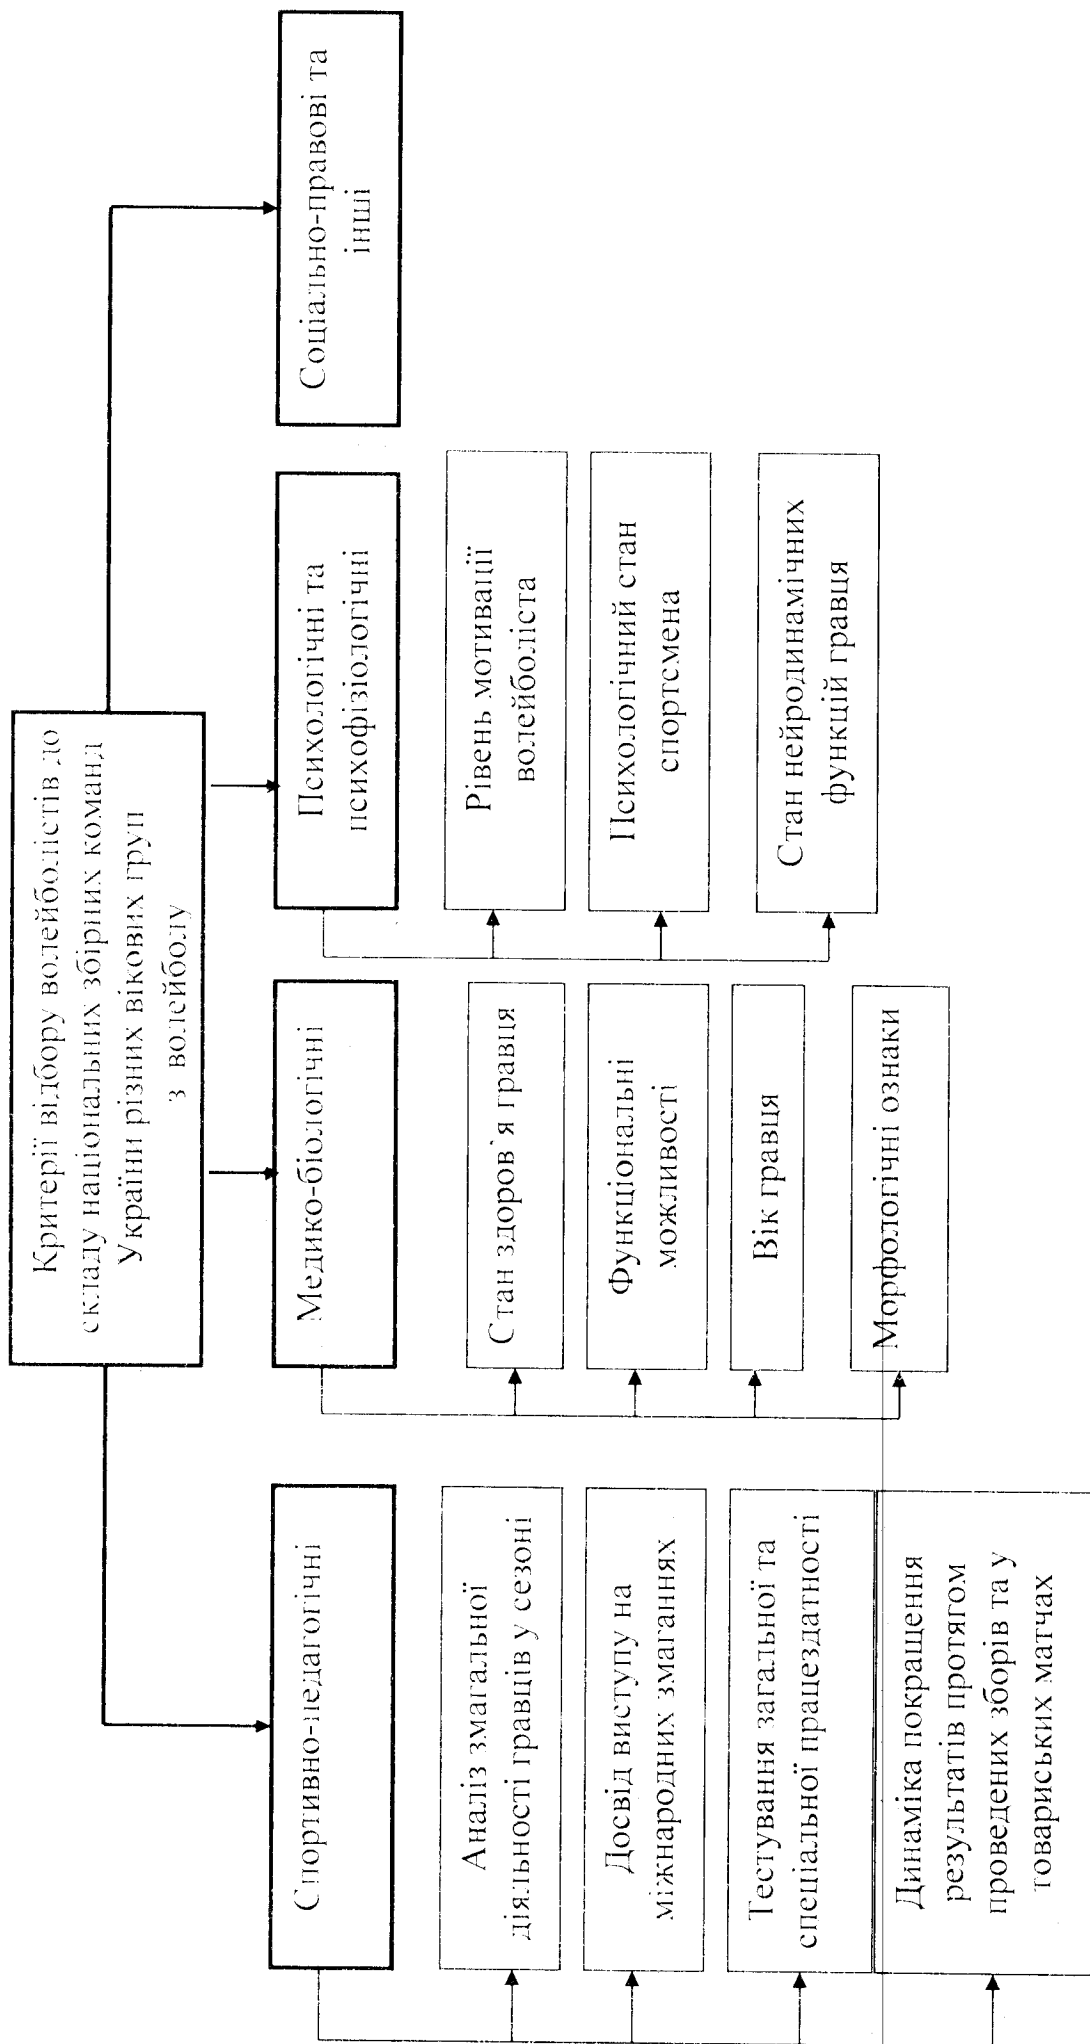 Критерії відбору волейболістів до
складу національних збірних команд
України різних вікових груп
з волейболу
Спортивно-педагогічні
Аналіз змагальної
діяльності гравців у сезоні
Досвід виступу на
міжнародних змаганнях
Тестування загальної та
спеціальної працездатності
Динаміка покращення
результатів протягом
проведених зборів та у
товариських матчах
Медико-біологічні
Стан здоров`я гравця
Функціональні
можливості
Вік гравця
Морфологічні ознаки
Психологічні та
психофізіологічні
Рівень мотивації
волейболіста
Психологічний стан
спортсмена
Стан нейродинамічних
функцій гравця
Соціально-правові та
інші